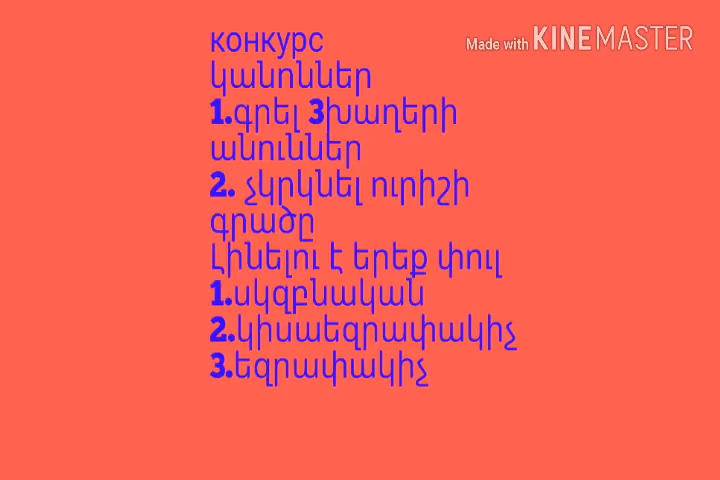 конкурс
Made with KINEMASTER
կանոններ
1.գրել 3խաղերի
անուններ
2. չկրկնել ուրիշի
գրածը
Լինելու է երեք փուլ
1.սկզբնական
2.կիսաեզրափակիչ
3.եզրափակիչ